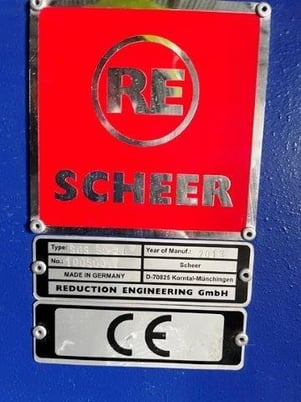 RE
SCHEER
Type: Year of Manuf.:
No.: Scheer
MADE IN GERMANY D-70825 Korntal-Münchingen
REDUCTION ENGINEERING GmbH
CE